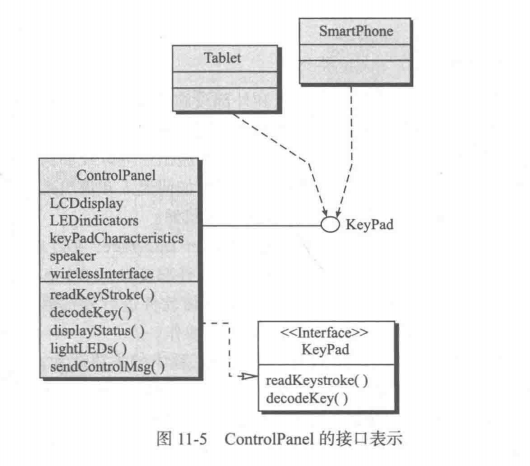 SmartPhone
Tablet
ControlPanel
LCDdisplay
LEDindicators
keyPadCharacteristics
speaker
wirelessInterface
readKeyStroke( )
decodeKey( )
displayStatus( )
lightLEDs( )
sendControlMsg( )
KeyPad
<<Interface>>
KeyPad
readKeystroke( )
decodeKey( )
图 11-5 ControlPanel 的接口表示